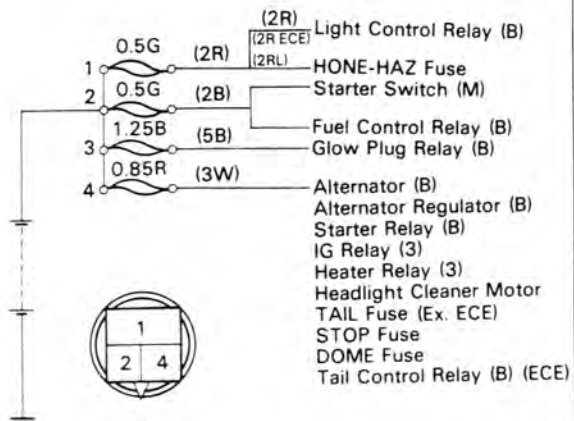 (2R)
Light Control Relay (B)
(2R ECE)
0.5G
(2R)
(2RL)
1
HONE-HAZ Fuse
0.5G
Starter Switch (M)
2
(2B)
1.25B
Fuel Control Relay (B)
3
(5B)
Glow Plug Relay (B)
0.85R
4
(3W)
Alternator (B)
Alternator Regulator (B)
Starter Relay (B)
IG Relay (3)
Heater Relay (3)
Headlight Cleaner Motor
TAIL Fuse (Ex. ECE)
STOP Fuse
DOME Fuse
Tail Control Relay (B) (ECE)
1
2 4